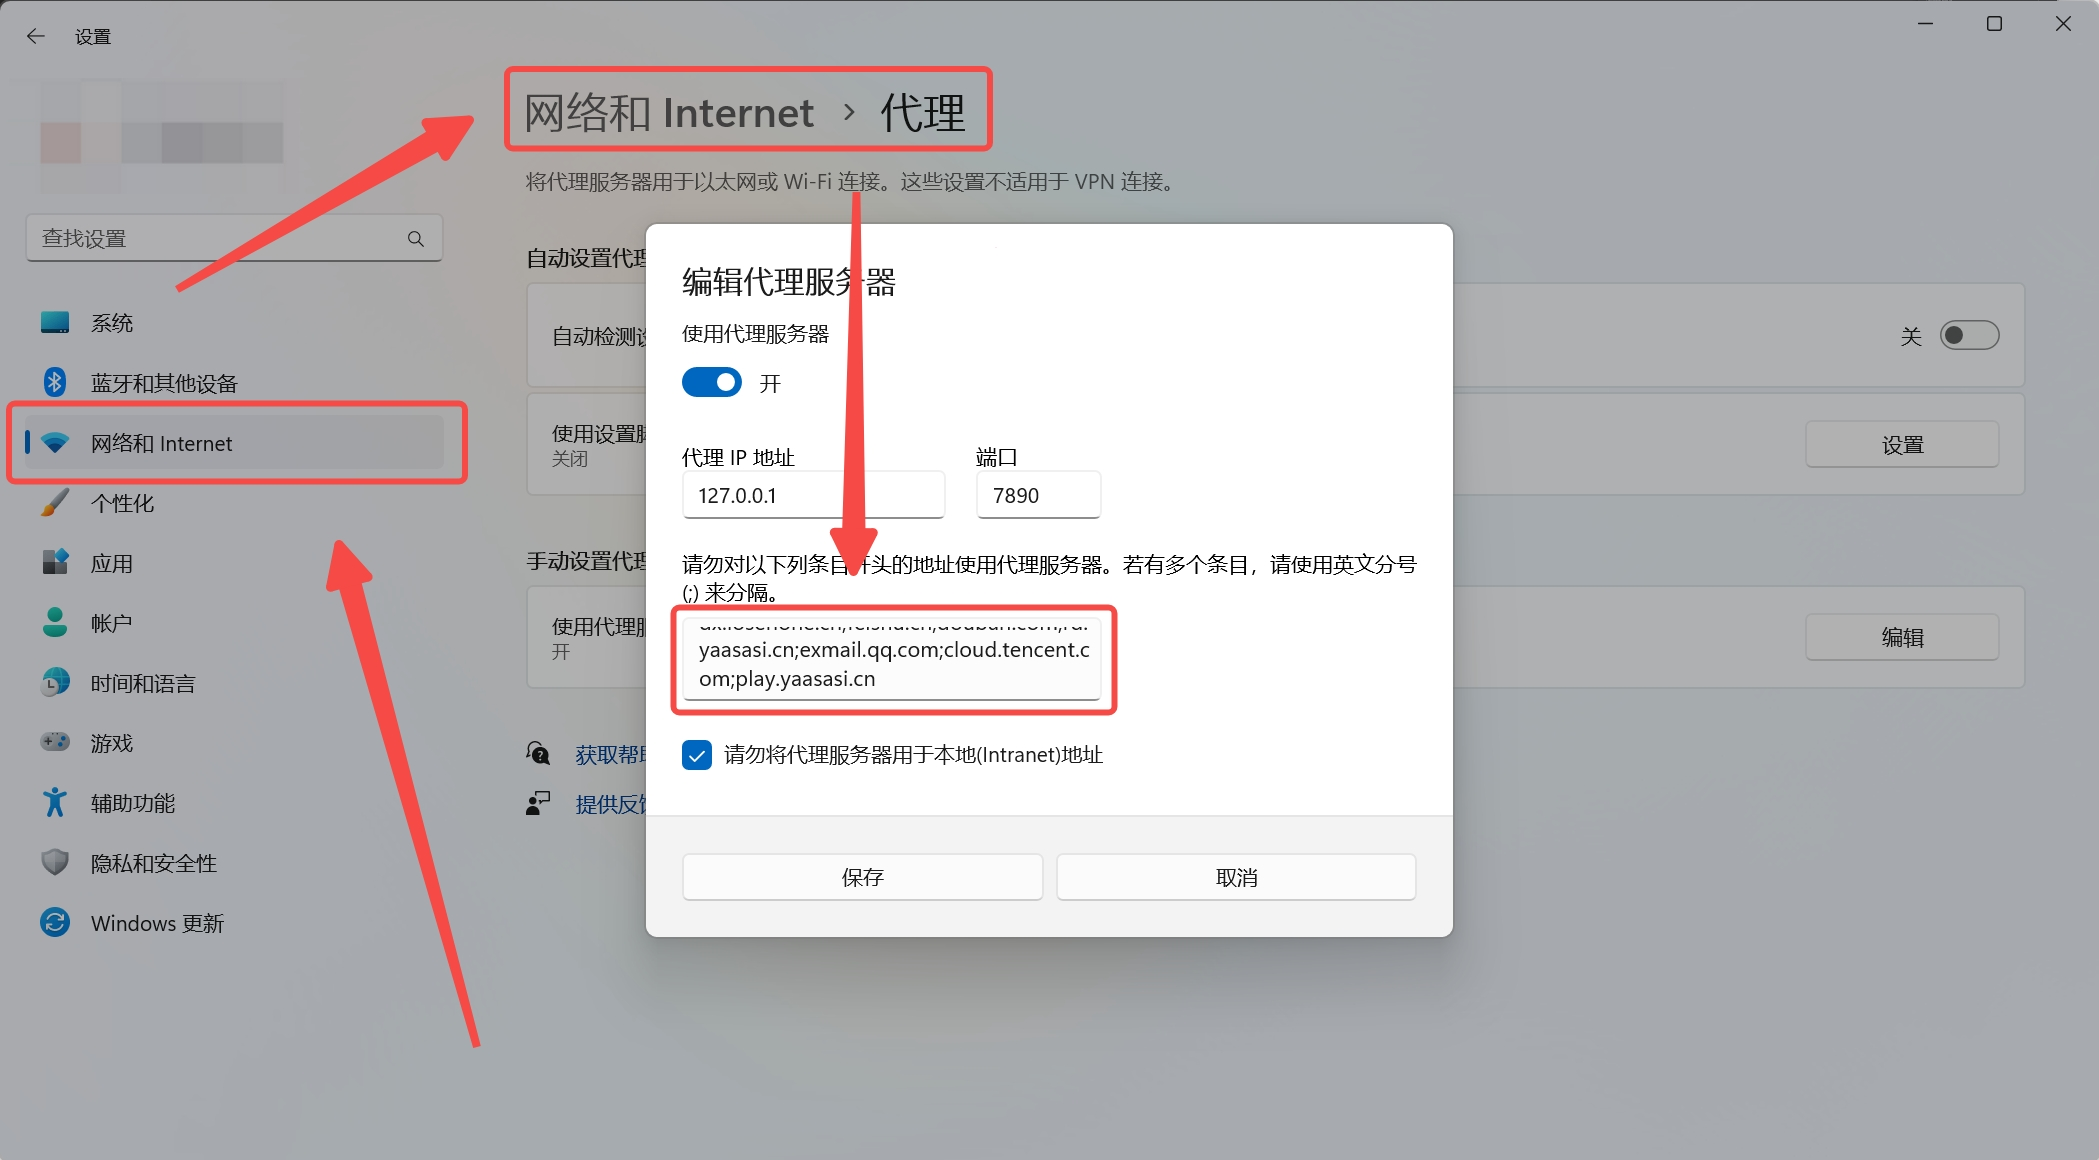 设置
查找设置
系统
蓝牙和其他设备
网络和 Internet
个性化
应用
帐户
时间和语言
游戏
辅助功能
隐私和安全性
Windows 更新
网络和 Internet › 代理
将代理服务器用于以太网或 Wi-Fi 连接。这些设置不适用于 VPN 连接。
自动设置代理
自动检测设
关
使用设置脚
关闭
设置
手动设置代理
使用代理服
开
编辑
获取帮助
提供反馈
编辑代理服务器
使用代理服务器
开
代理 IP 地址
端口
127.0.0.1
7890
请勿对以下列条目开头的地址使用代理服务器。若有多个条目，请使用英文分号
(;) 来分隔。
yaasasi.cn;exmail.qq.com;cloud.tencent.c
om;play.yaasasi.cn
请勿将代理服务器用于本地(Intranet)地址
保存
取消